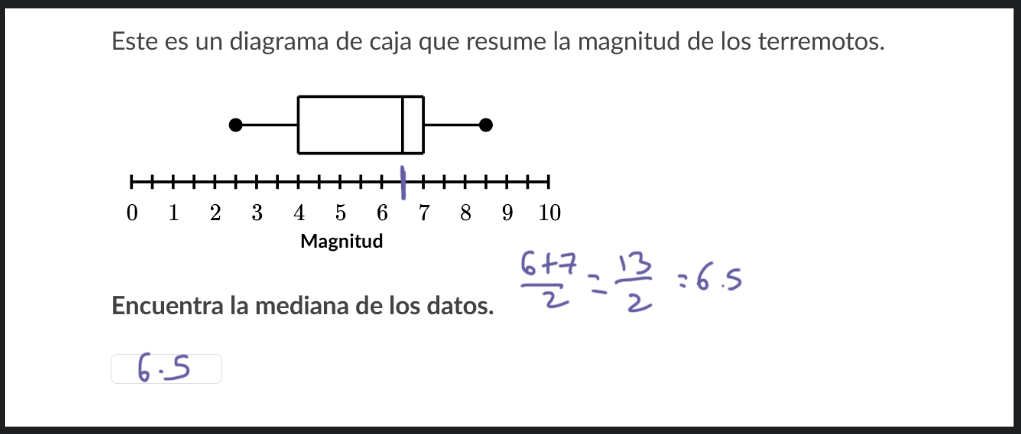 Este es un diagrama de caja que resume la magnitud de los terremotos.
0 1 2 3 4 5 6 7 8 9 10
Magnitud
6+7/2 = 13/2 = 6.5
Encuentra la mediana de los datos.
6.5